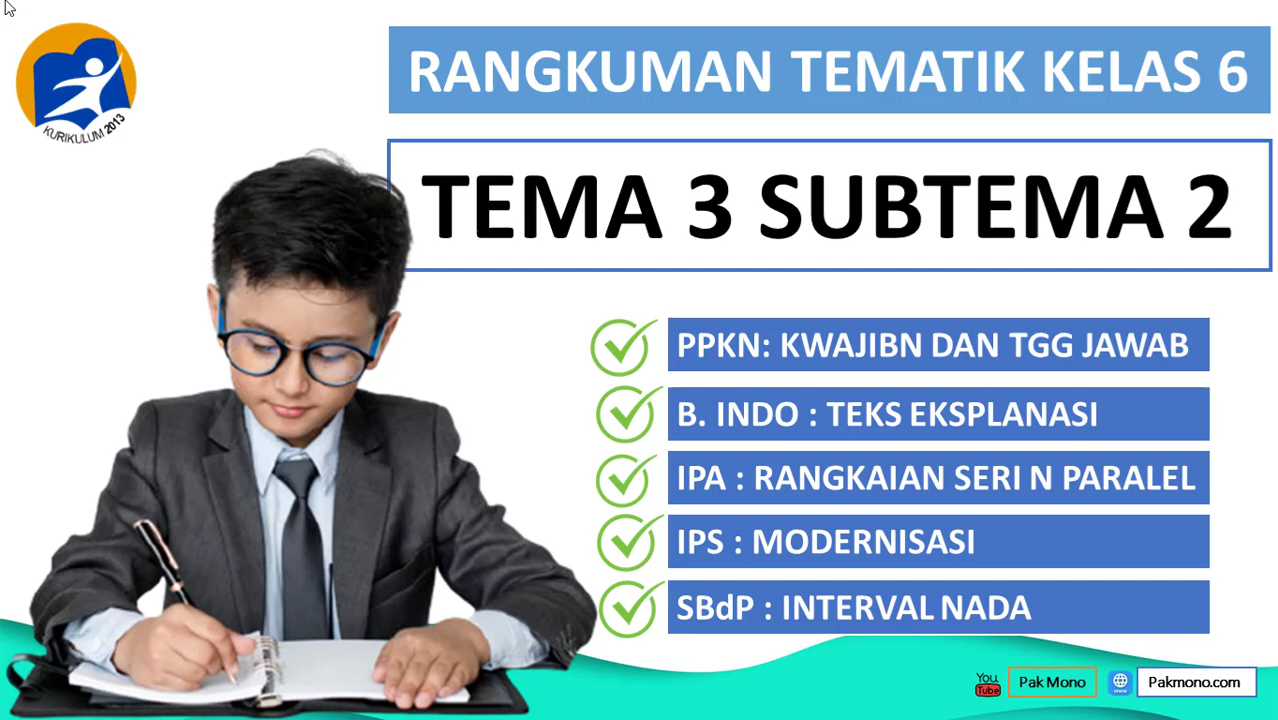 KURIKULUM 2013
RANGKUMAN TEMATIK KELAS 6
TEMA 3 SUBTEMA 2
PPKN: KWAJIBN DAN TGG JAWAB
B. INDO : TEKS EKSPLANASI
IPA : RANGKAIAN SERI N PARALEL
IPS : MODERNISASI
SBdP : INTERVAL NADA
You
Tube
Pak Mono
www
Pakmono.com